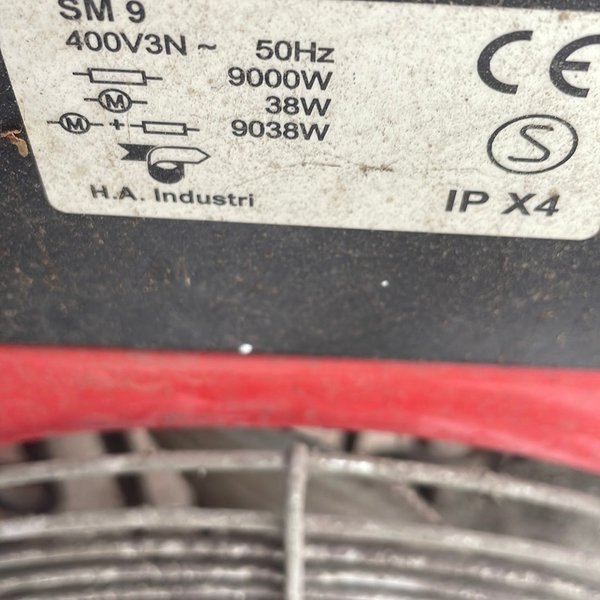 SM 9
400V3N ~ 50Hz
9000W
M 38W
M + 9038W
H.A. Industri
CE
S
IP X4